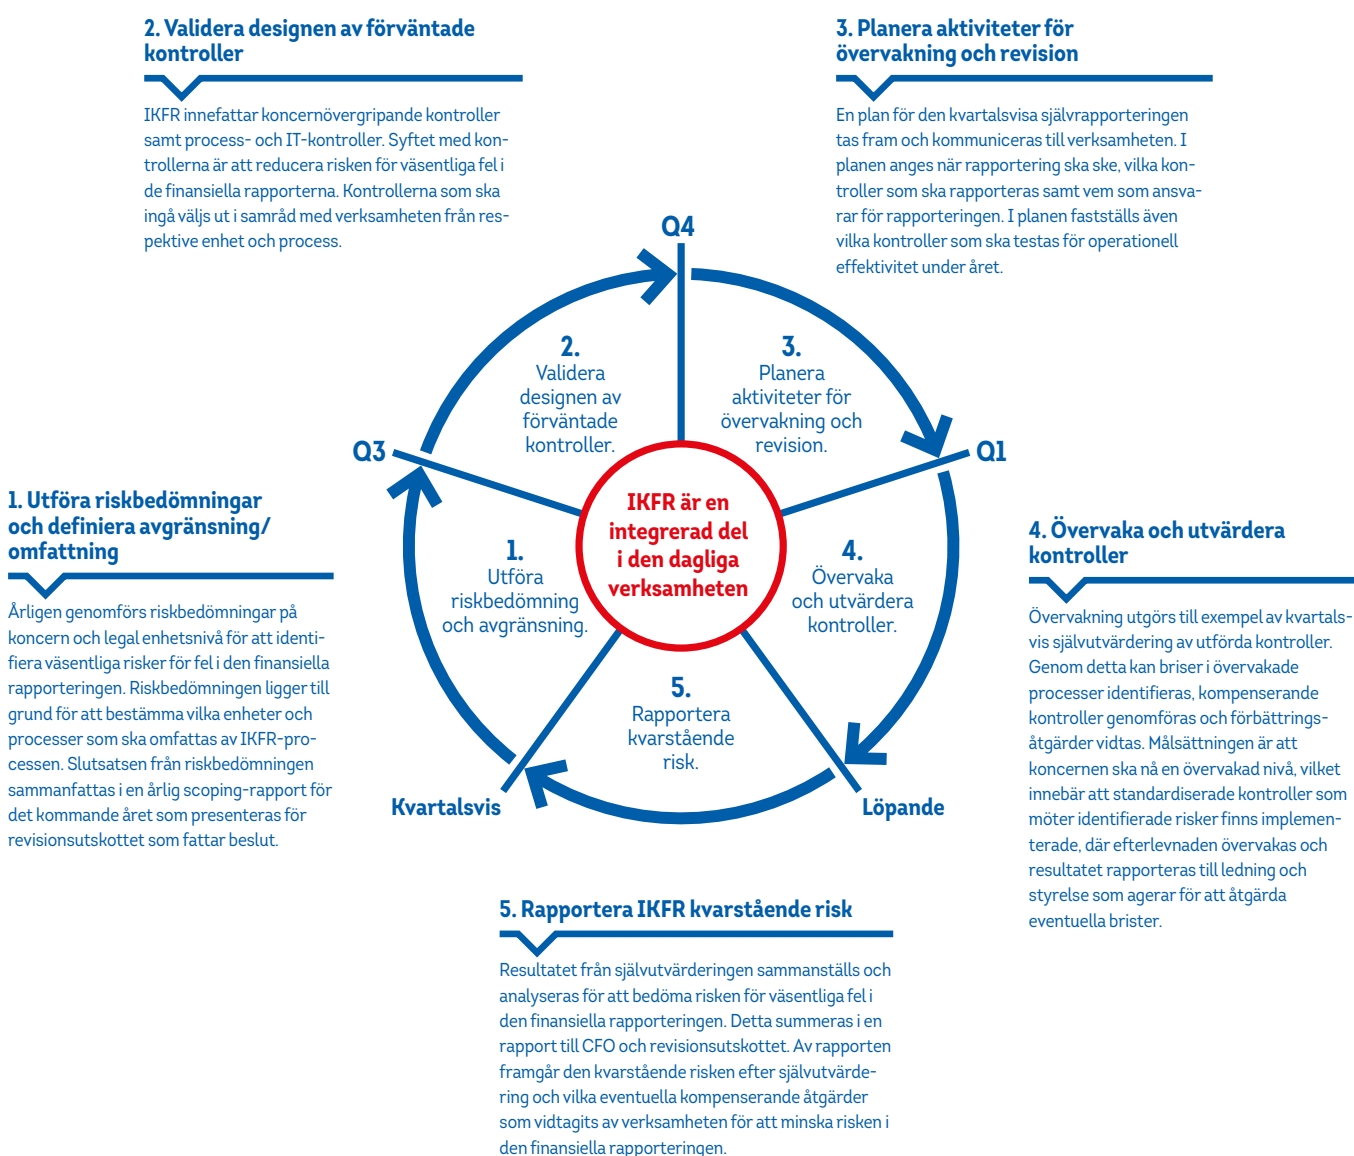 2. Validera designen av förväntade
kontroller
IKFR innefattar koncernövergripande kontroller
samt process- och IT-kontroller. Syftet med kon-
trollerna är att reducera risken för väsentliga fel i
de finansiella rapporterna. Kontrollerna som ska
ingå väljs ut i samråd med verksamheten från res-
pektive enhet och process.
3. Planera aktiviteter för
övervakning och revision
En plan för den kvartalsvisa självrapporteringen
tas fram och kommuniceras till verksamheten. I
planen anges när rapportering ska ske, vilka kon-
troller som ska rapporteras samt vem som ansva-
rar för rapporteringen. I planen fastställs även
vilka kontroller som ska testas för operationell
effektivitet under året.
Q4
2.
Validera
designen av
förväntade
kontroller.
3.
Planera
aktiviteter för
övervakning och
revision.
Q3
Q1
IKFR är en
integrerad del
i den dagliga
verksamheten
1.
Utföra
riskbedömning
och avgränsning.
4.
Övervaka
och utvärdera
kontroller.
5.
Rapportera
kvarstående
risk.
Kvartalsvis
Löpande
1. Utföra riskbedömningar
och definiera avgränsning/
omfattning
Årligen genomförs riskbedömningar på
koncern och legal enhetsnivå för att identi-
fiera väsentliga risker för fel i den finansiella
rapporteringen. Riskbedömningen ligger till
grund för att bestämma vilka enheter och
processer som ska omfattas av IKFR-pro-
cessen. Slutsatsen från riskbedömningen
sammanfattas i en årlig scoping-rapport för
det kommande året som presenteras för
revisionsutskottet som fattar beslut.
4. Övervaka och utvärdera
kontroller
Övervakning utgörs till exempel av kvartals-
vis självutvärdering av utförda kontroller.
Genom detta kan briser i övervakade
processer identifieras, kompenserande
kontroller genomföras och förbättrings-
åtgärder vidtas. Målsättningen är att
koncernen ska nå en övervakad nivå, vilket
innebär att standardiserade kontroller som
möter identifierade risker finns implemen-
terade, där efterlevnaden övervakas och
resultatet rapporteras till ledning och
styrelse som agerar för att åtgärda
eventuella brister.
5. Rapportera IKFR kvarstående risk
Resultatet från självutvärderingen sammanställs och
analyseras för att bedöma risken för väsentliga fel i
den finansiella rapporteringen. Detta summeras i en
rapport till CFO och revisionsutskottet. Av rapporten
framgår den kvarstående risken efter självutvärde-
ring och vilka eventuella kompenserande åtgärder
som vidtagits av verksamheten för att minska risken i
den finansiella rapporteringen.